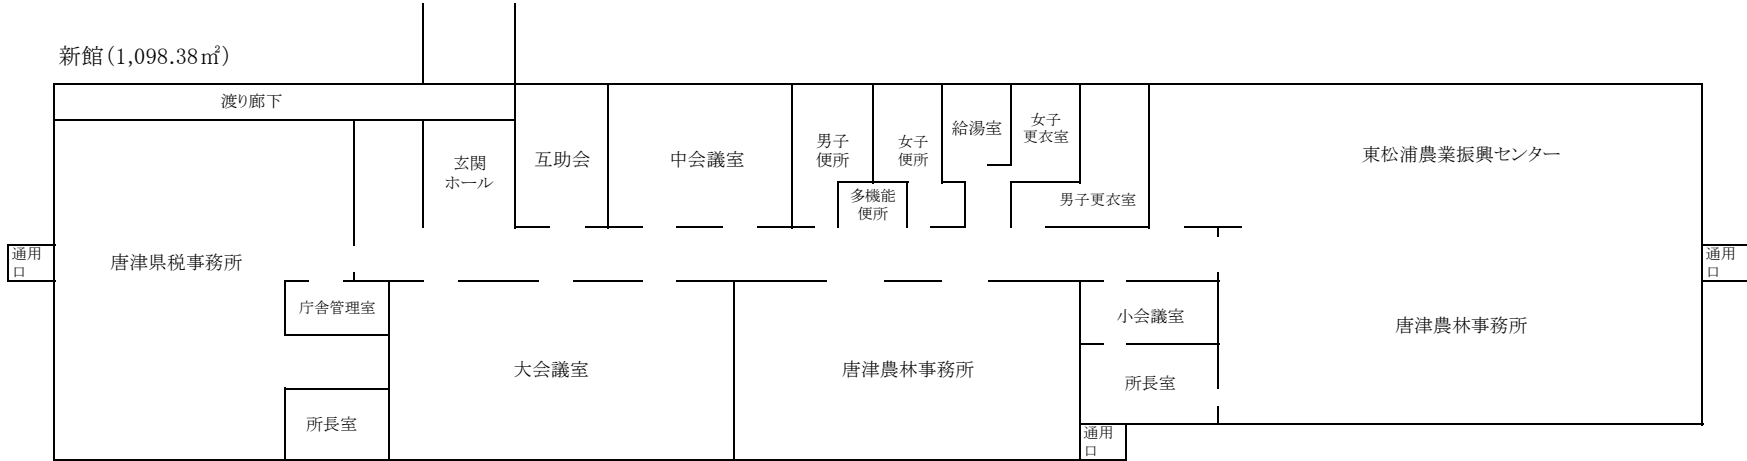 新館(1,098.38㎡)
渡り廊下
玄関
ホール
互助会
中会議室
男子
便所
女子
便所
多機能
便所
給湯室
女子
更衣室
男子更衣室
東松浦農業振興センター
通用
口
唐津県税事務所
庁舎管理室
所長室
大会議室
唐津農林事務所
小会議室
所長室
通用
口
唐津農林事務所
通用
口